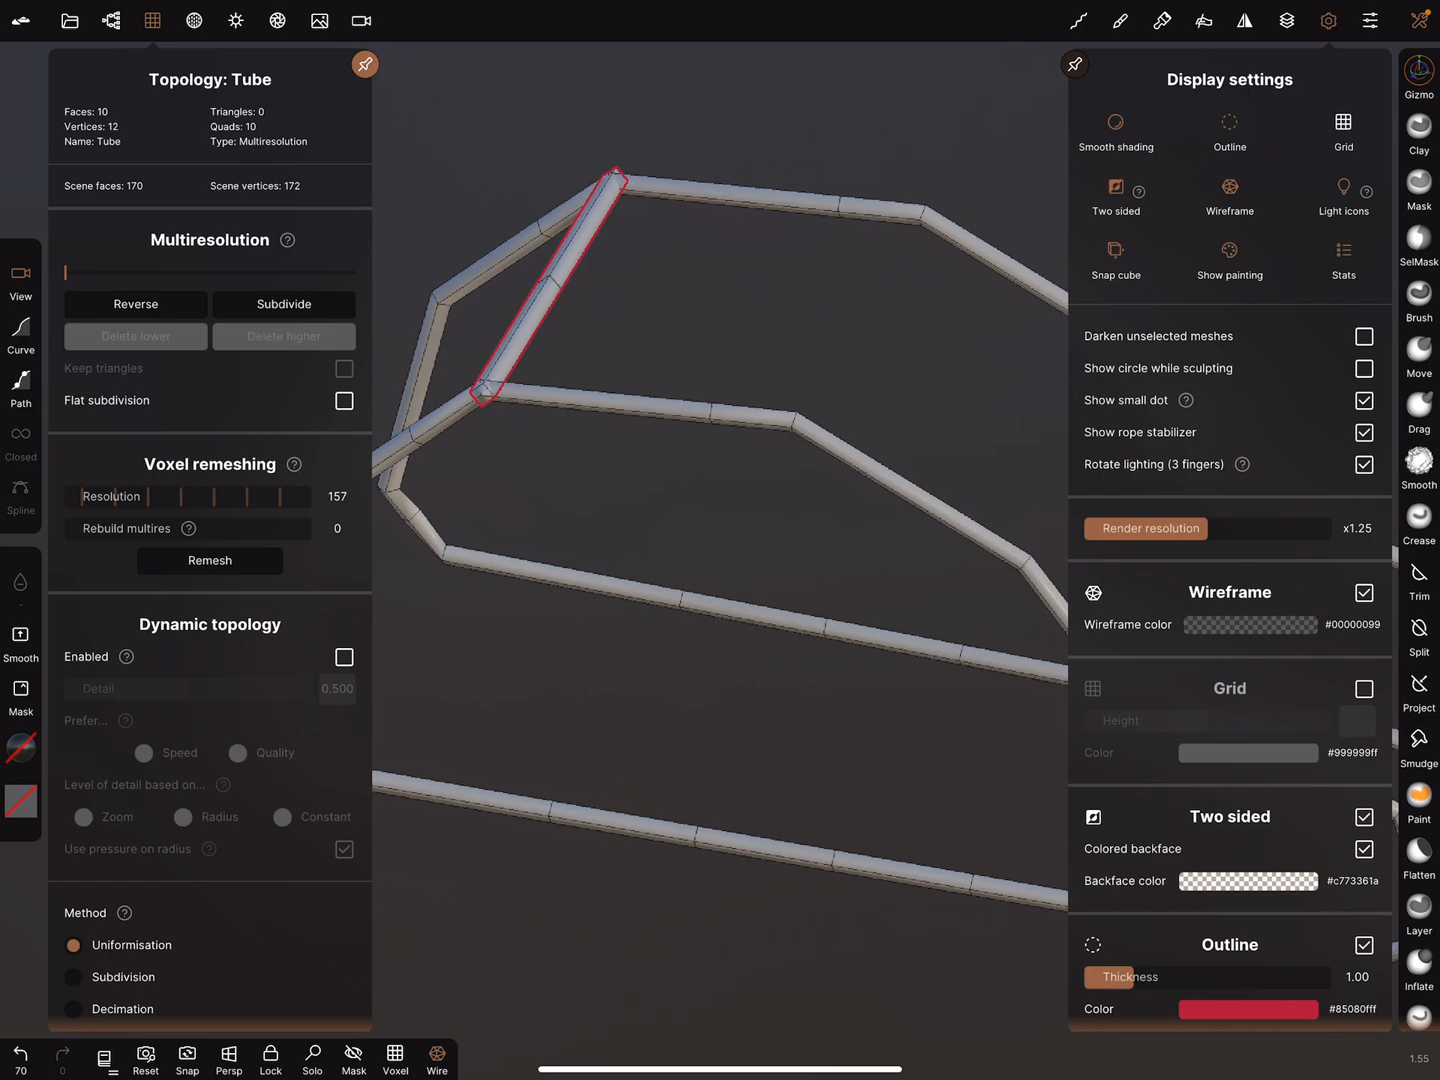 Topology: Tube
Faces: 10
Triangles: 0
Vertices: 12
Quads: 10
Name: Tube
Type: Multiresolution
Scene faces: 170
Scene vertices: 172
Multiresolution ?
Reverse
Subdivide
Delete lower
Delete higher
Keep triangles
Flat subdivision
Voxel remeshing ?
Resolution
157
Rebuild multires ?
0
Remesh
Dynamic topology
Enabled ?
Detail
0.500
Prefer... ?
Speed
Quality
Level of detail based on... ?
Zoom
Radius
Constant
Use pressure on radius ?
Method ?
Uniformisation
Subdivision
Decimation
View
Curve
Path
Closed
Spline
-
Smooth
Mask
70
0
Reset
Snap
Persp
Lock
Solo
Mask
Voxel
Wire
Display settings
Smooth shading
Outline
Grid
Two sided ?
Wireframe
Light icons ?
Snap cube
Show painting
Stats
Darken unselected meshes
Show circle while sculpting
Show small dot ?
Show rope stabilizer
Rotate lighting (3 fingers) ?
Render resolution
x1.25
Wireframe
Wireframe color
#00000099
Grid
Height
Color
#999999ff
Two sided
Colored backface
Backface color
#c773361a
Outline
Thickness
1.00
Color
#85080fff
Gizmo
Clay
Mask
SelMask
Brush
Move
Drag
Smooth
Crease
Trim
Split
Project
Smudge
Paint
Flatten
Layer
Inflate
1.55